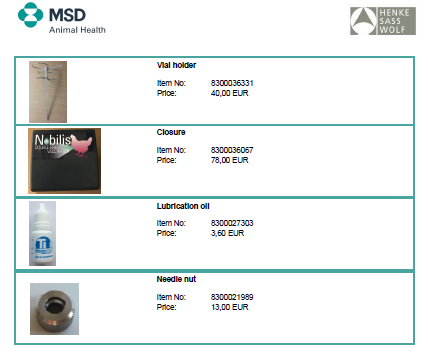 MSD
Animal Health
HENKE
SASS
WOLF
Vial holder
Item No: 8300036331
Price: 40,00 EUR
Nobilis
Closure
Item No: 8300036067
Price: 78,00 EUR
Lubrication oil
Item No: 8300027303
Price: 3,60 EUR
Needle nut
Item No: 8300021989
Price: 13,00 EUR